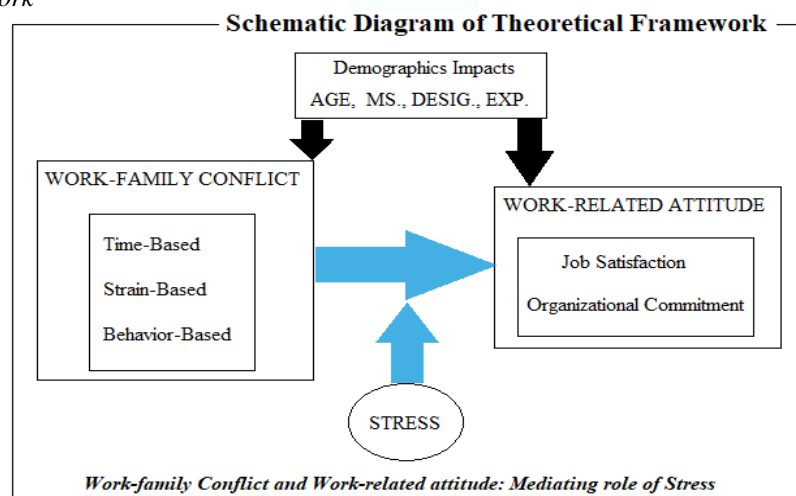 Schematic Diagram of Theoretical Framework
Demographics Impacts
AGE, MS., DESIG., EXP.
WORK-FAMILY CONFLICT
Time-Based
Strain-Based
Behavior-Based
WORK-RELATED ATTITUDE
Job Satisfaction
Organizational Commitment
STRESS
Work-family Conflict and Work-related attitude: Mediating role of Stress